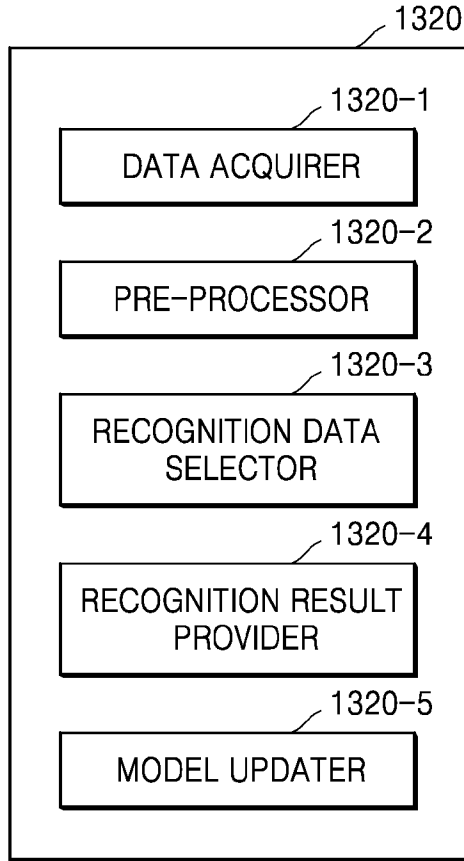 1320
1320-1
DATA ACQUIRER
1320-2
PRE-PROCESSOR
1320-3
RECOGNITION DATA
SELECTOR
1320-4
RECOGNITION RESULT
PROVIDER
1320-5
MODEL UPDATER